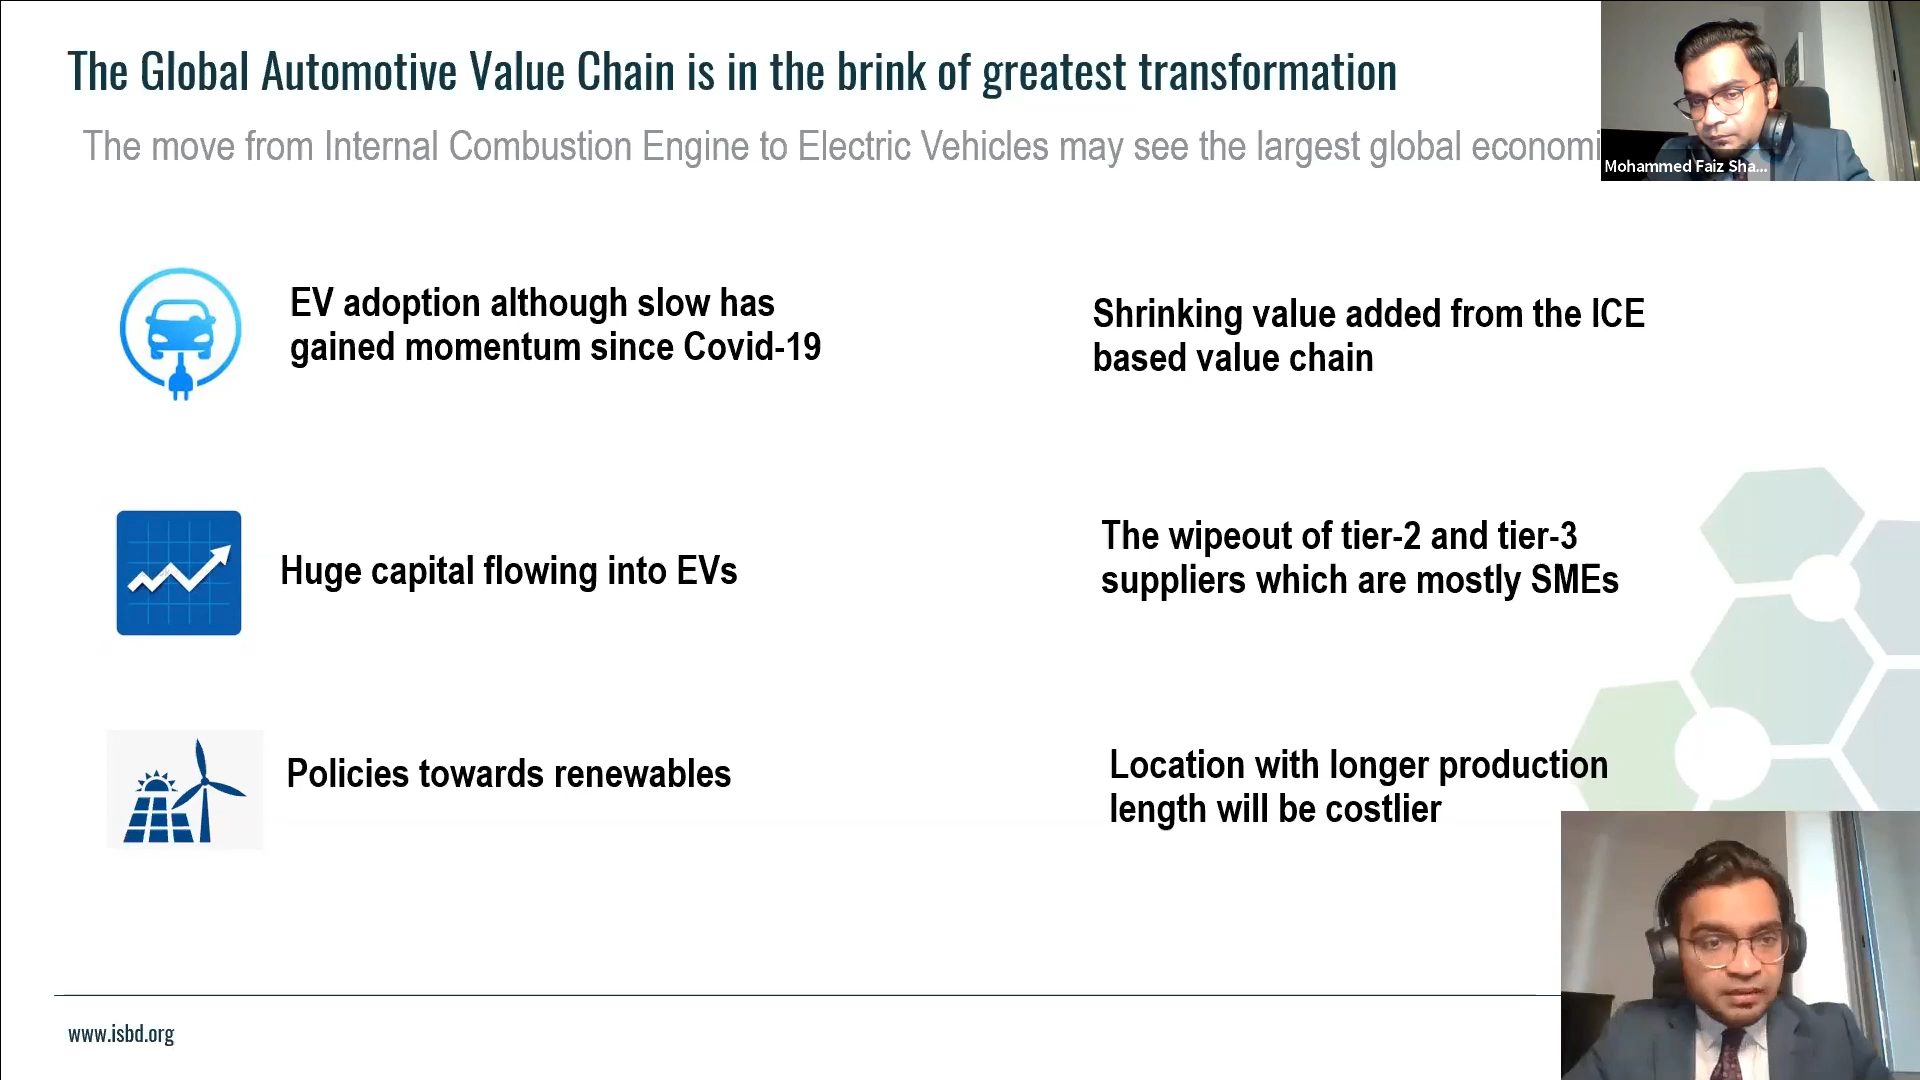 The Global Automotive Value Chain is in the brink of greatest transformation
The move from Internal Combustion Engine to Electric Vehicles may see the largest global economi
Mohammed Faiz Sha...
EV adoption although slow has
gained momentum since Covid-19
Shrinking value added from the ICE
based value chain
Huge capital flowing into EVs
The wipeout of tier-2 and tier-3
suppliers which are mostly SMEs
Policies towards renewables
Location with longer production
length will be costlier
www.isbd.org